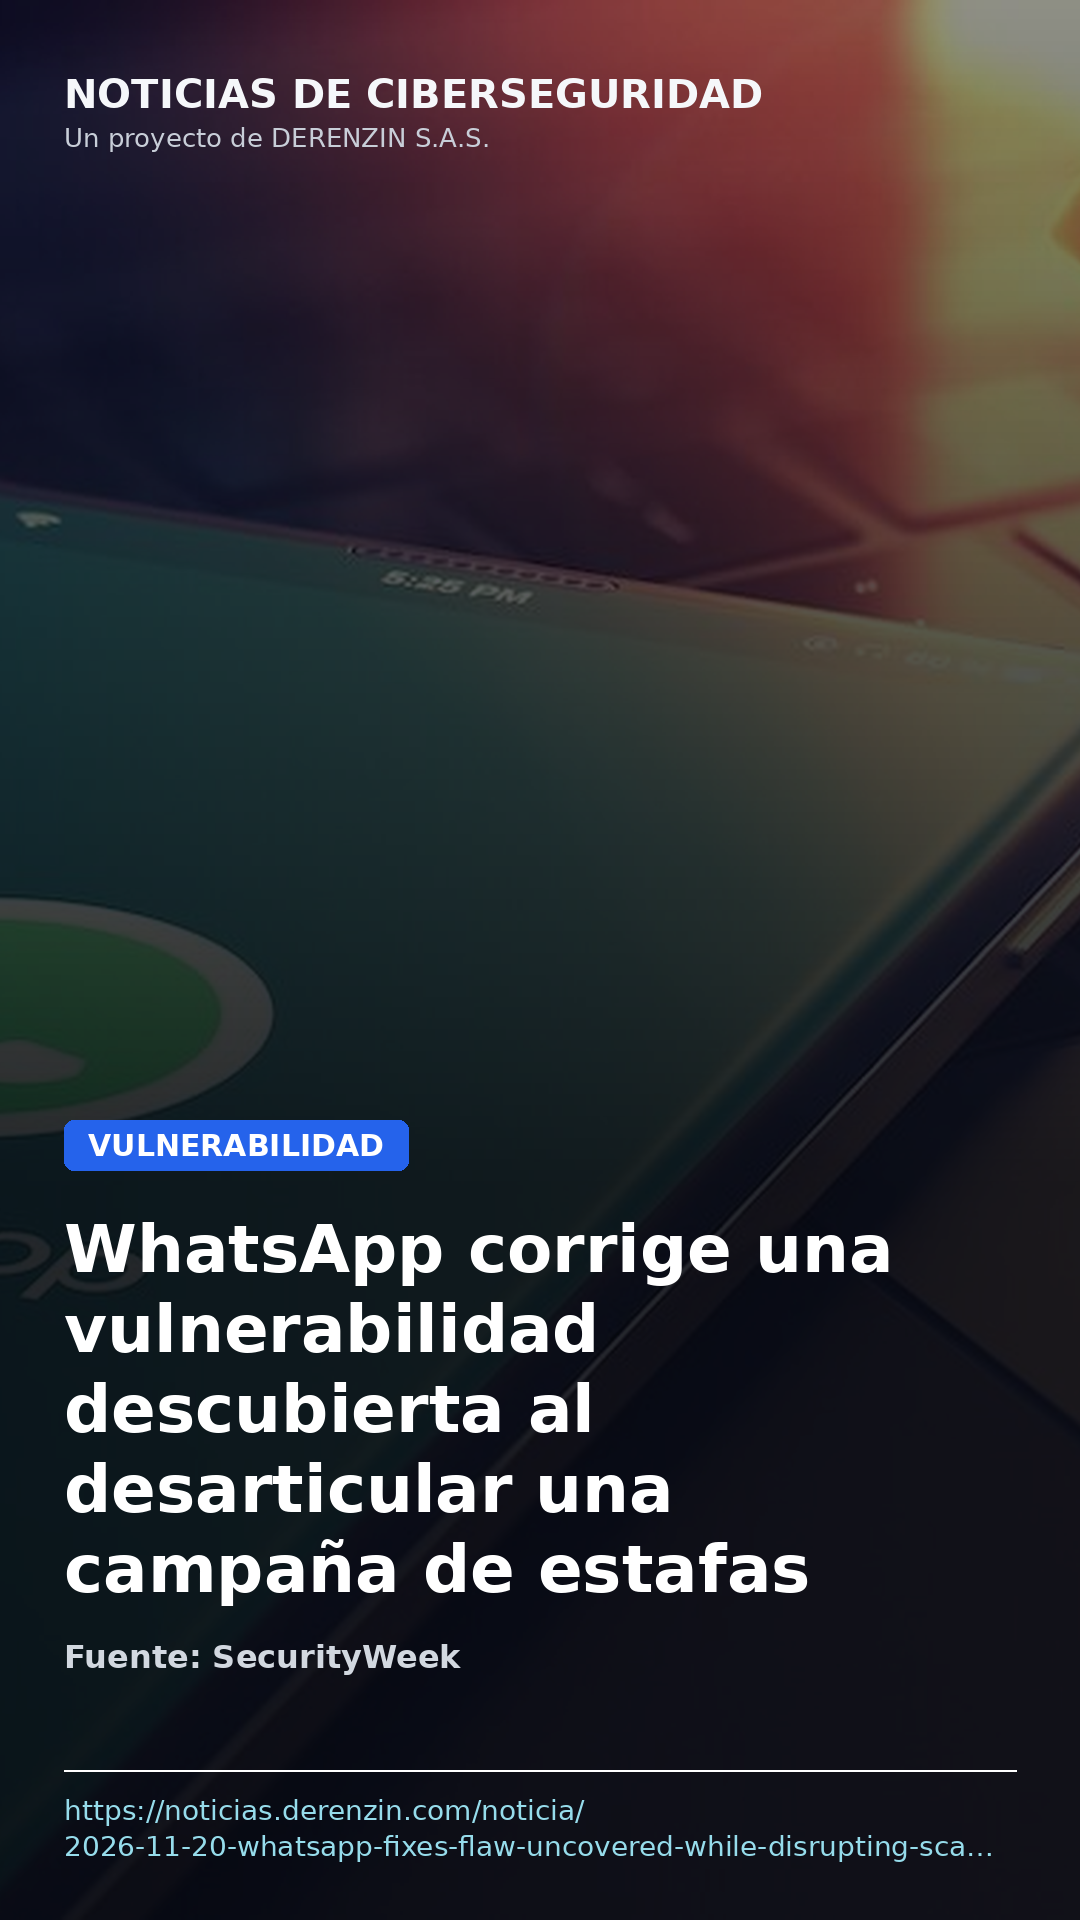 NOTICIAS DE CIBERSEGURIDAD
Un proyecto de DERENZIN S.A.S.
5:25 PM
VULNERABILIDAD
WhatsApp corrige una
vulnerabilidad
descubierta al
desarticular una
campaña de estafas
Fuente: SecurityWeek
https://noticias.derenzin.com/noticia/
2026-11-20-whatsapp-fixes-flaw-uncovered-while-disrupting-sca…